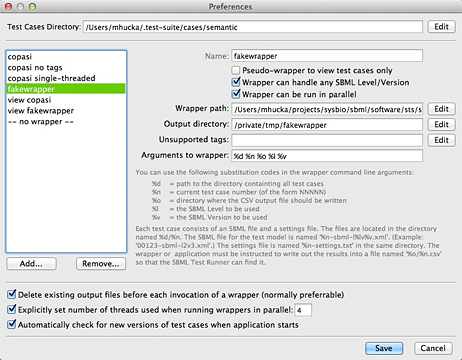 Preferences
Test Cases Directory: /Users/mhucka/.test-suite/cases/semantic Edit
copasi
copasi no tags
copasi single-threaded
fakewrapper
view copasi
view fakewrapper
-- no wrapper --
Add...
Remove...
Name: fakewrapper
Pseudo-wrapper to view test cases only
Wrapper can handle any SBML Level/Version
Wrapper can be run in parallel
Wrapper path: /Users/mhucka/projects/sysbio/sbml/software/sts/s Edit
Output directory: /private/tmp/fakewrapper Edit
Unsupported tags: Edit
Arguments to wrapper: %d %n %o %l %v
You can use the following substitution codes in the wrapper command line arguments:
%d = path to the directory containting all test cases
%n = current test case number (of the form NNNNN)
%o = directory where the CSV output file should be written
%l = the SBML Level to be used
%v = the SBML Version to be used
Each test case consists of an SBML file and a settings file. The files are located in the directory
named %d/%n. The SBML file for the test model is named "%n-sbml-l%lv%v.xml". (Example:
"00123-sbml-l2v3.xml".) The settings file is named "%n-settings.txt" in the same directory. The
wrapper or application must be instructed to write out the results into a file named "%o/%n.csv"
so that the SBML Test Runner can find it.
Delete existing output files before each invocation of a wrapper (normally preferable)
Explicitly set number of threads used when running wrappers in parallel: 4
Automatically check for new versions of test cases when application starts
Save
Cancel